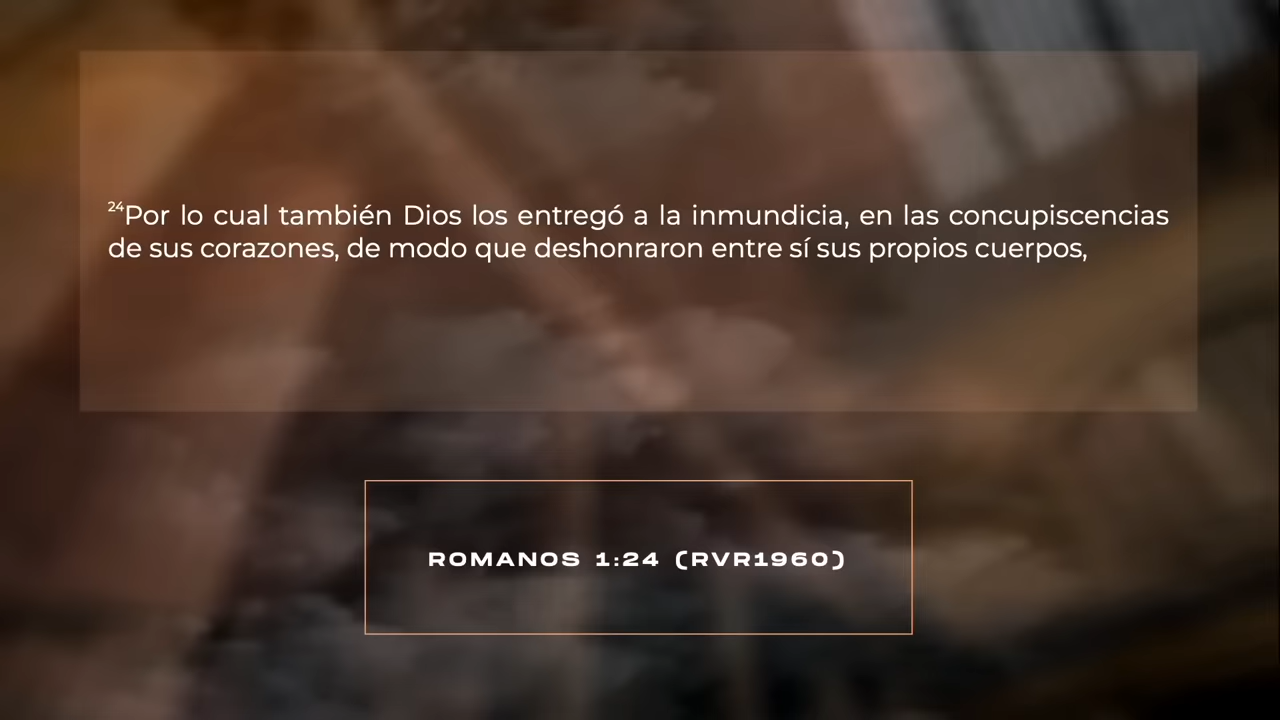 24Por lo cual también Dios los entregó a la inmundicia, en las concupiscencias
de sus corazones, de modo que deshonraron entre sí sus propios cuerpos,
ROMANOS 1:24 (RVR1960)